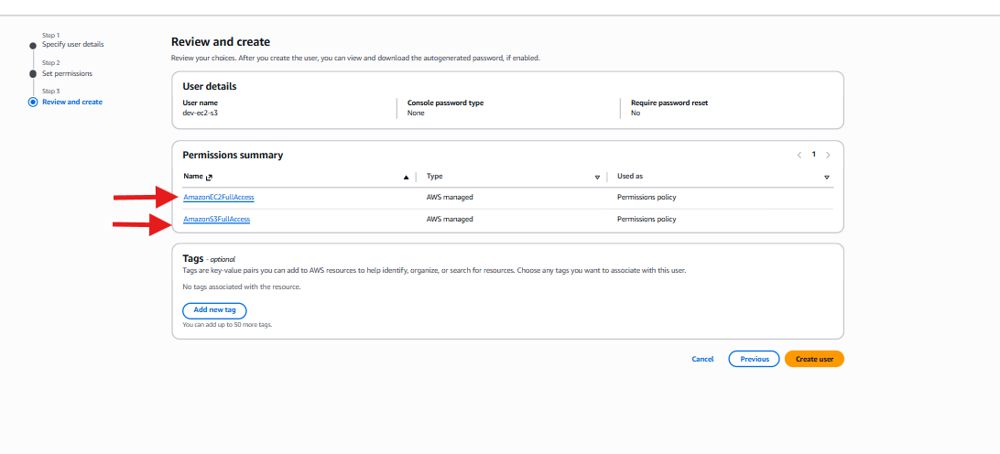 Step 1
Specify user details
Step 2
Set permissions
Step 3
Review and create
Review and create
Review your choices. After you create the user, you can view and download the autogenerated password, if enabled.
User details
User name
dev-ec2-s3
Console password type
None
Require password reset
No
Permissions summary
1
Name Type Used as
AmazonEC2FullAccess AWS managed Permissions policy
AmazonS3FullAccess AWS managed Permissions policy
Tags - optional
Tags are key-value pairs you can add to AWS resources to help identify, organize, or search for resources. Choose any tags you want to associate with this user.
No tags associated with the resource.
Add new tag
You can add up to 50 more tags.
Cancel Previous Create user